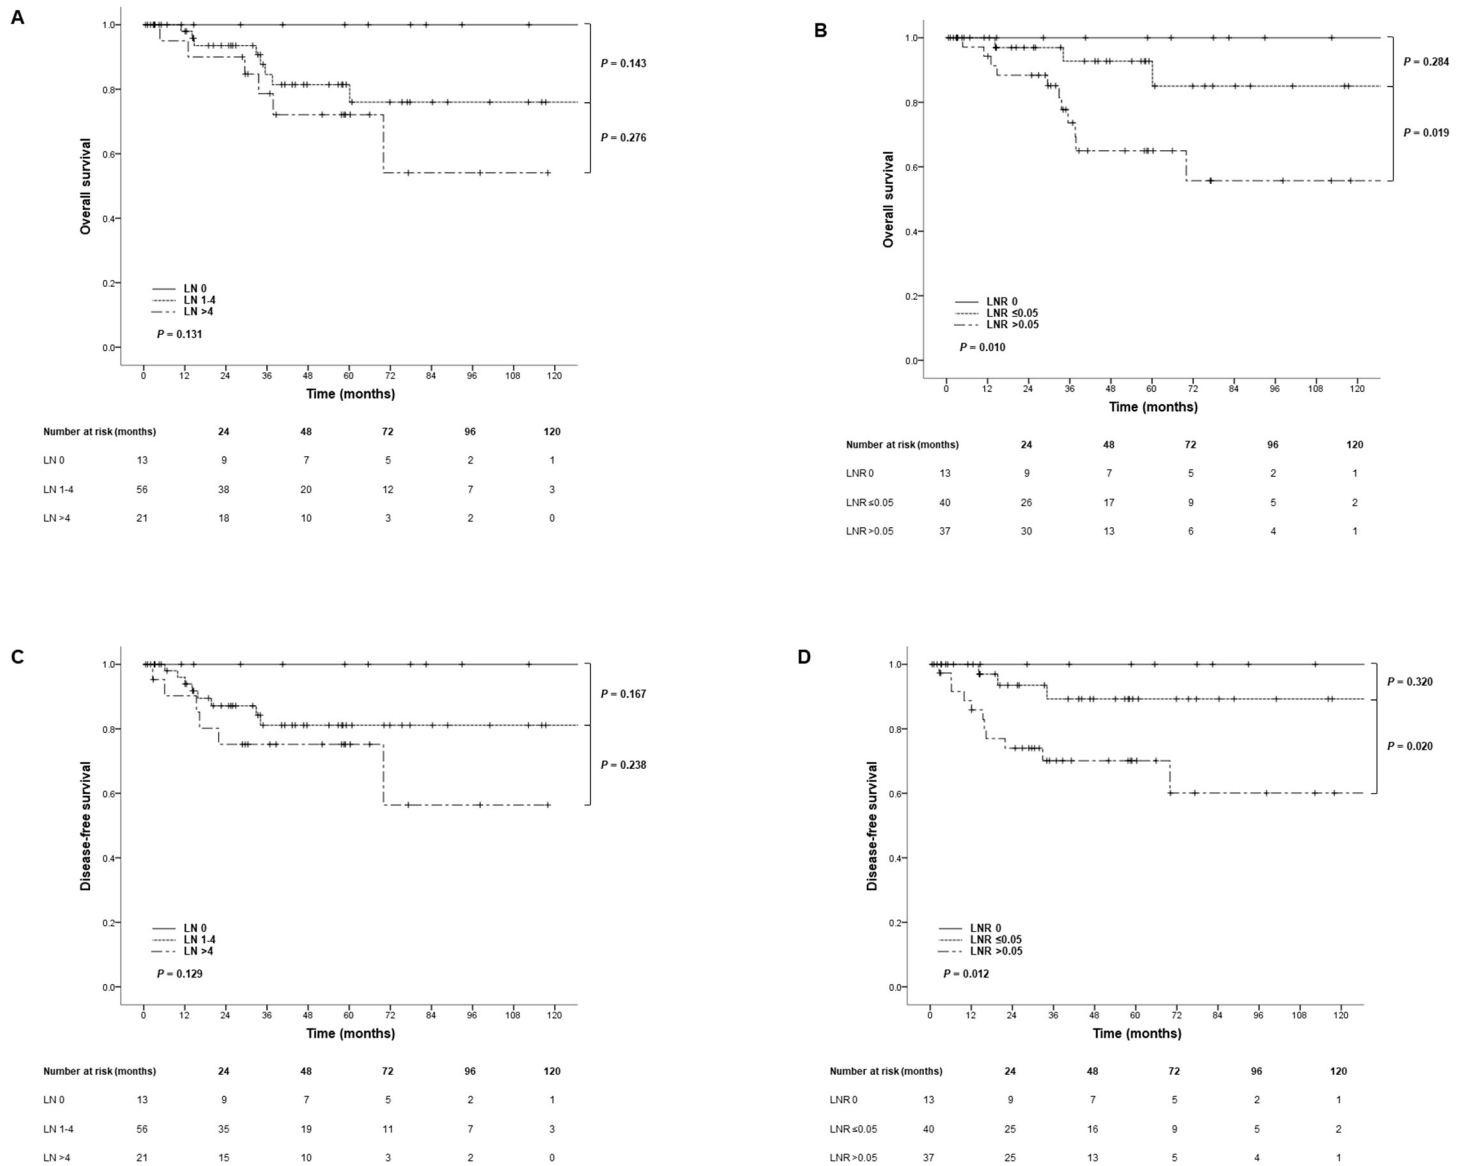 A
1.0
0.8
0.6
0.4
0.2
0.0
Overall survival
P = 0.143
P = 0.276
LN 0
LN 1-4
LN >4
P = 0.131
0 12 24 36 48 60 72 84 96 108 120
Time (months)
Number at risk (months) 24 48 72 96 120
LN 0 13 9 7 5 2 1
LN 1-4 56 38 20 12 7 3
LN >4 21 18 10 3 2 0
B
1.0
0.8
0.6
0.4
0.2
0.0
Overall survival
P = 0.284
P = 0.019
LNR 0
LNR ≤0.05
LNR >0.05
P = 0.010
0 12 24 36 48 60 72 84 96 108 120
Time (months)
Number at risk (months) 24 48 72 96 120
LNR 0 13 9 7 5 2 1
LNR ≤0.05 40 26 17 9 5 2
LNR >0.05 37 30 13 6 4 1
C
1.0
0.8
0.6
0.4
0.2
0.0
Disease-free survival
P = 0.167
P = 0.238
LN 0
LN 1-4
LN >4
P = 0.129
0 12 24 36 48 60 72 84 96 108 120
Time (months)
Number at risk (months) 24 48 72 96 120
LN 0 13 9 7 5 2 1
LN 1-4 56 35 19 11 7 3
LN >4 21 15 10 3 2 0
D
1.0
0.8
0.6
0.4
0.2
0.0
Disease-free survival
P = 0.320
P = 0.020
LNR 0
LNR ≤0.05
LNR >0.05
P = 0.012
0 12 24 36 48 60 72 84 96 108 120
Time (months)
Number at risk (months) 24 48 72 96 120
LNR 0 13 9 7 5 2 1
LNR ≤0.05 40 25 16 9 5 2
LNR >0.05 37 25 13 5 4 1